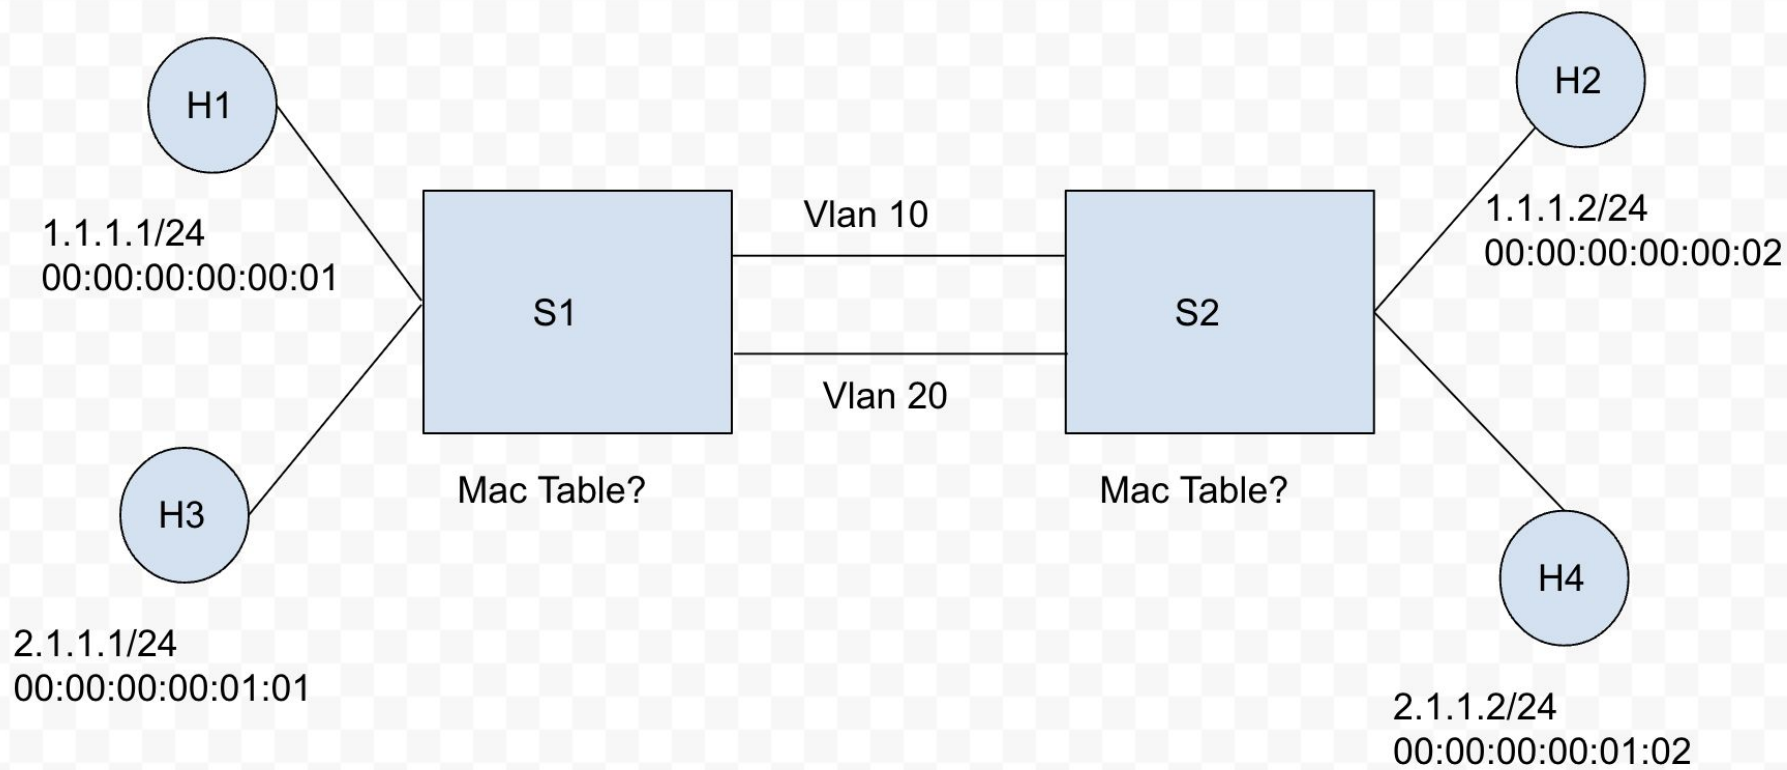 H1
1.1.1.1/24
00:00:00:00:00:01
H3
2.1.1.1/24
00:00:00:00:01:01
S1
Mac Table?
Vlan 10
Vlan 20
S2
Mac Table?
H2
1.1.1.2/24
00:00:00:00:00:02
H4
2.1.1.2/24
00:00:00:00:01:02